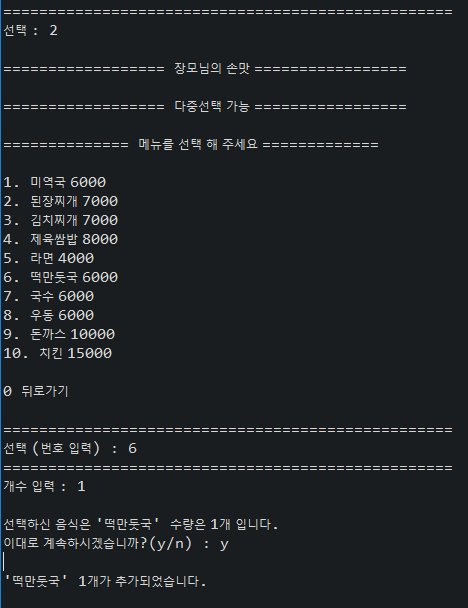 ==================================================
선택 : 2
================== 장모님의 손맛 =================
================== 다중선택 가능 =================
============== 메뉴를 선택 해 주세요 =============
1. 미역국 6000
2. 된장찌개 7000
3. 김치찌개 7000
4. 제육쌈밥 8000
5. 라면 4000
6. 떡만둣국 6000
7. 국수 6000
8. 우동 6000
9. 돈까스 10000
10. 치킨 15000
0 뒤로가기
==================================================
선택 (번호 입력) : 6
==================================================
개수 입력 : 1
선택하신 음식은 '떡만둣국' 수량은 1개 입니다.
이대로 계속하시겠습니까?(y/n) : y
'떡만둣국' 1개가 추가되었습니다.